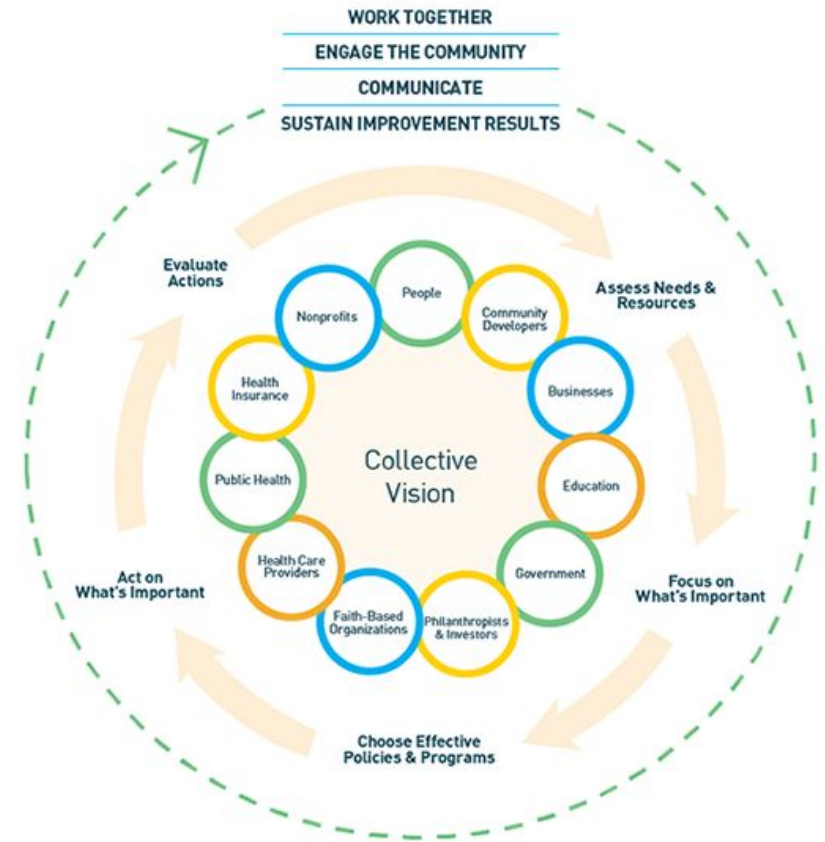 WORK TOGETHER
ENGAGE THE COMMUNITY
COMMUNICATE
SUSTAIN IMPROVEMENT RESULTS
Evaluate
Actions
Assess Needs &
Resources
Focus on
What's Important
Choose Effective
Policies & Programs
Act on
What's Important
People
Community
Developers
Businesses
Education
Government
Philanthropists
& Investors
Faith-Based
Organizations
Health Care
Providers
Public Health
Health
Insurance
Nonprofits
Collective
Vision